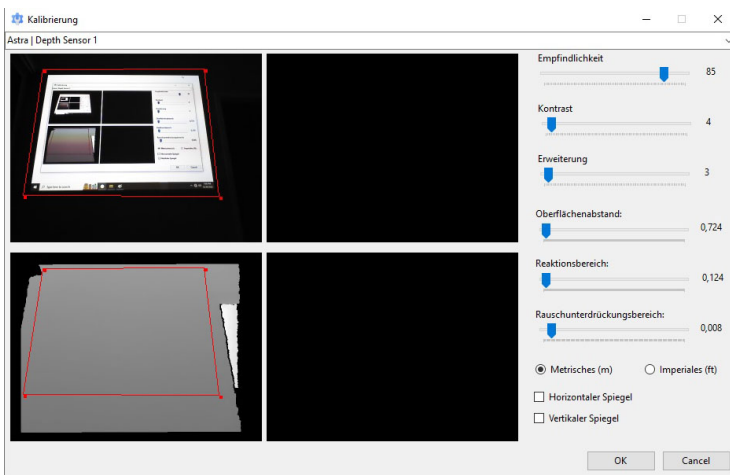 Kalibrierung
Astra | Depth Sensor 1
Empfindlichkeit
85
Kontrast
4
Erweiterung
3
Oberflächenabstand:
0,724
Reaktionsbereich:
0,124
Rauschunterdrückungsbereich:
0,008
Metrisches (m) Imperiales (ft)
Horizontaler Spiegel
Vertikaler Spiegel
OK Cancel